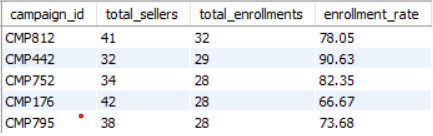 campaign_id total_sellers total_enrollments enrollment_rate
CMP812 41 32 78.05
CMP442 32 29 90.63
CMP752 34 28 82.35
CMP176 42 28 66.67
CMP795 38 28 73.68